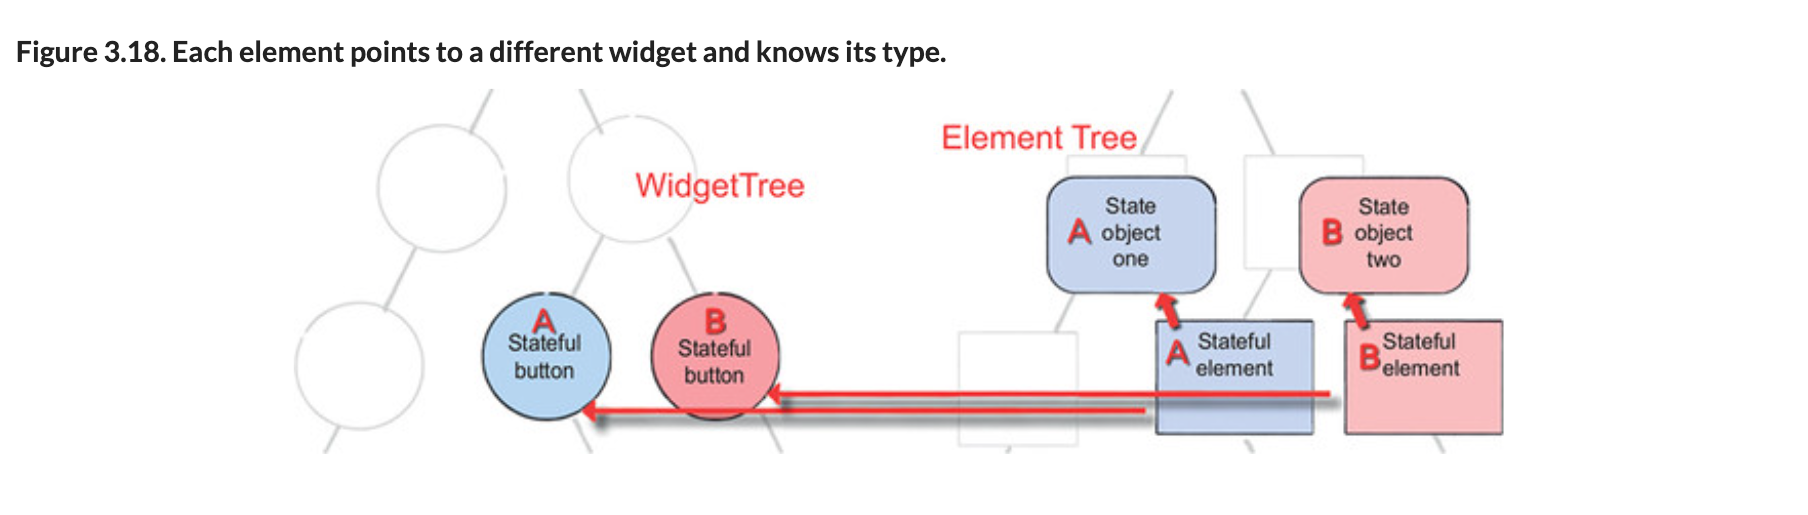 Figure 3.18. Each element points to a different widget and knows its type.
WidgetTree
A
Stateful
button
B
Stateful
button
Element Tree
State
A object
one
State
B object
two
A Stateful
element
B Stateful
element